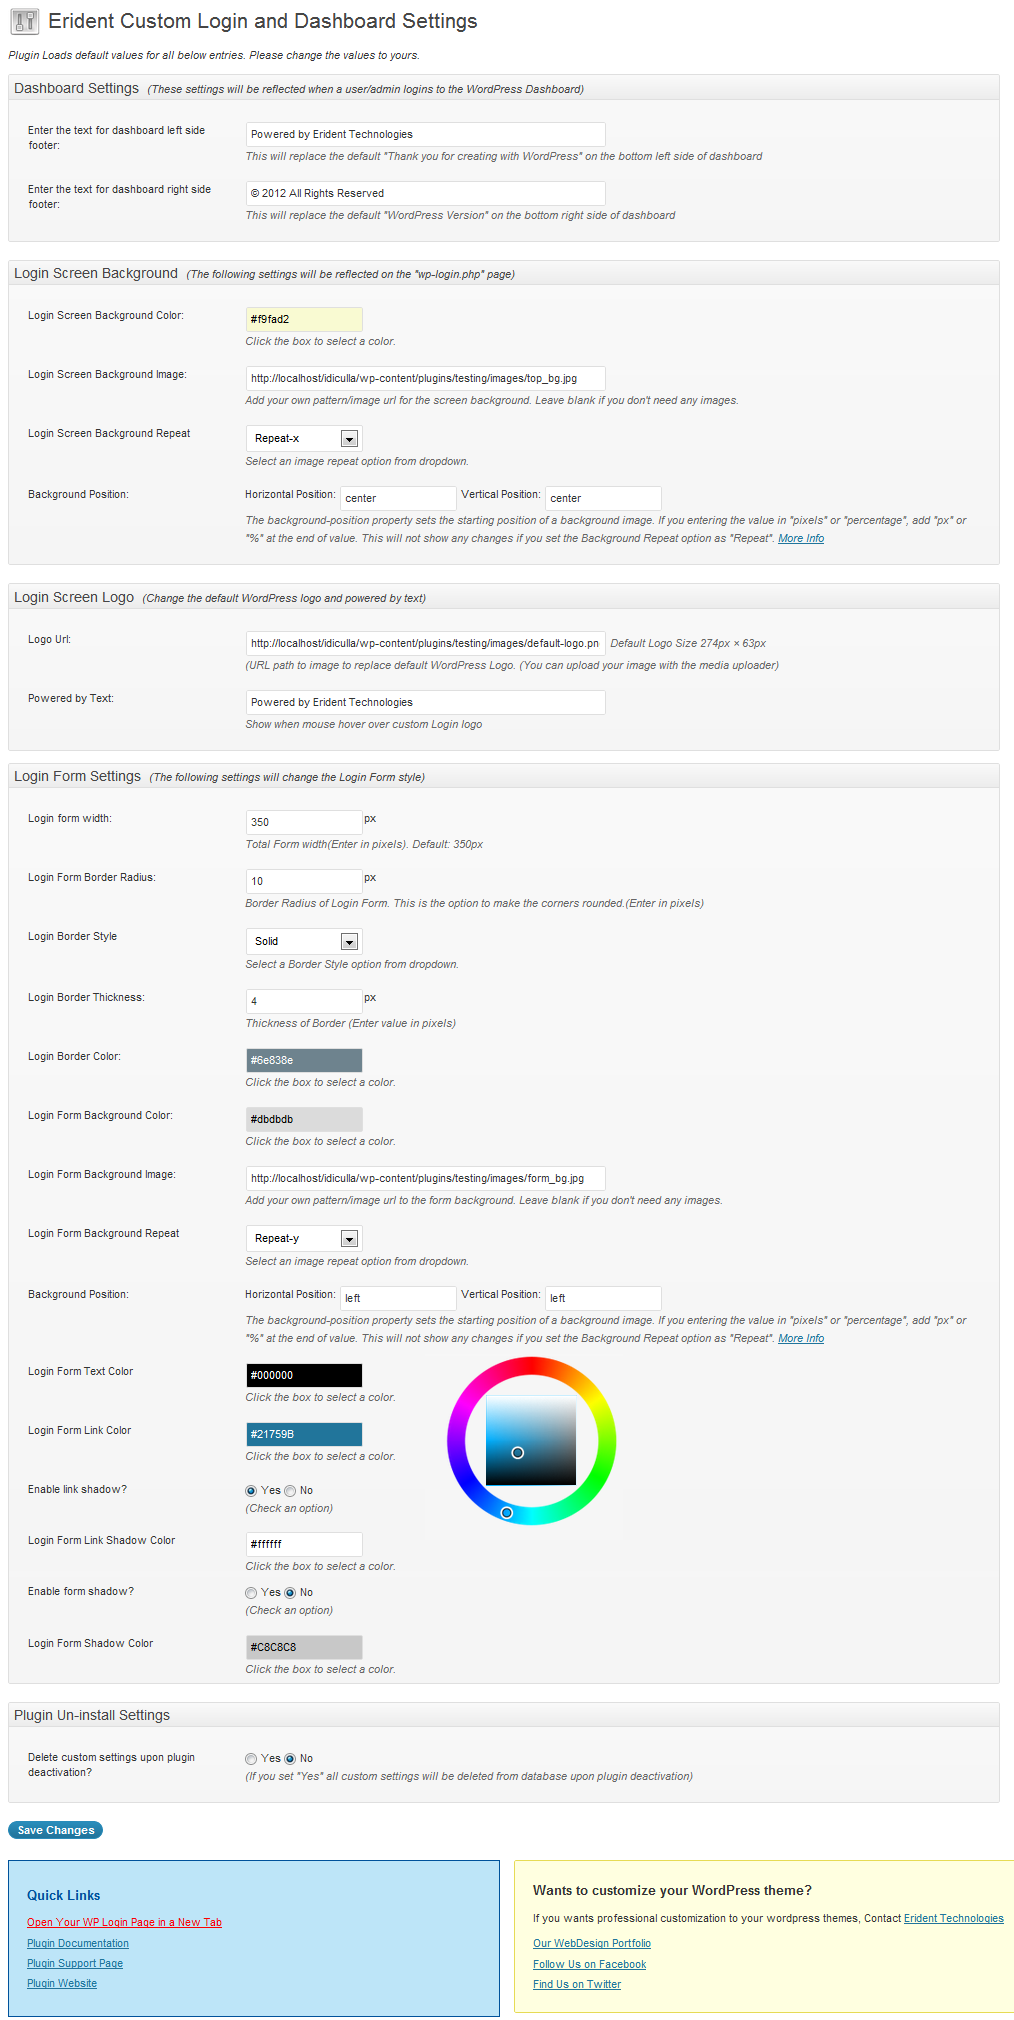 Erident Custom Login and Dashboard Settings
Plugin Loads default values for all below entries. Please change the values to yours.
Dashboard Settings (These settings will be reflected when a user/admin logins to the WordPress Dashboard)
Enter the text for dashboard left side
footer:
Powered by Erident Technologies
This will replace the default "Thank you for creating with WordPress" on the bottom left side of dashboard
Enter the text for dashboard right side
footer:
© 2012 All Rights Reserved
This will replace the default "WordPress Version" on the bottom right side of dashboard
Login Screen Background (The following settings will be reflected on the "wp-login.php" page)
Login Screen Background Color:
#f9fad2
Click the box to select a color.
Login Screen Background Image:
http://localhost/idiculla/wp-content/plugins/testing/images/top_bg.jpg
Add your own pattern/image url for the screen background. Leave blank if you don't need any images.
Login Screen Background Repeat
Repeat-x
Select an image repeat option from dropdown.
Background Position:
Horizontal Position: center Vertical Position: center
The background-position property sets the starting position of a background image. If you entering the value in "pixels" or "percentage", add "px" or
"%" at the end of value. This will not show any changes if you set the Background Repeat option as "Repeat". More Info
Login Screen Logo (Change the default WordPress logo and powered by text)
Logo Url:
http://localhost/idiculla/wp-content/plugins/testing/images/default-logo.pn Default Logo Size 274px × 63px
(URL path to image to replace default WordPress Logo. (You can upload your image with the media uploader)
Powered by Text:
Powered by Erident Technologies
Show when mouse hover over custom Login logo
Login Form Settings (The following settings will change the Login Form style)
Login form width:
350 px
Total Form width(Enter in pixels). Default: 350px
Login Form Border Radius:
10 px
Border Radius of Login Form. This is the option to make the corners rounded.(Enter in pixels)
Login Border Style
Solid
Select a Border Style option from dropdown.
Login Border Thickness:
4 px
Thickness of Border (Enter value in pixels)
Login Border Color:
#6e838e
Click the box to select a color.
Login Form Background Color:
#dbdbdb
Click the box to select a color.
Login Form Background Image:
http://localhost/idiculla/wp-content/plugins/testing/images/form_bg.jpg
Add your own pattern/image url to the form background. Leave blank if you don't need any images.
Login Form Background Repeat
Repeat-y
Select an image repeat option from dropdown.
Background Position:
Horizontal Position: left Vertical Position: left
The background-position property sets the starting position of a background image. If you entering the value in "pixels" or "percentage", add "px" or
"%" at the end of value. This will not show any changes if you set the Background Repeat option as "Repeat". More Info
Login Form Text Color
#000000
Click the box to select a color.
Login Form Link Color
#21759B
Click the box to select a color.
Enable link shadow?
Yes No
(Check an option)
Login Form Link Shadow Color
#ffffff
Click the box to select a color.
Enable form shadow?
Yes No
(Check an option)
Login Form Shadow Color
#C8C8C8
Click the box to select a color.
Plugin Un-install Settings
Delete custom settings upon plugin
deactivation?
Yes No
(If you set "Yes" all custom settings will be deleted from database upon plugin deactivation)
Save Changes
Quick Links
Open Your WP Login Page in a New Tab
Plugin Documentation
Plugin Support Page
Plugin Website
Wants to customize your WordPress theme?
If you wants professional customization to your wordpress themes, Contact Erident Technologies
Our WebDesign Portfolio
Follow Us on Facebook
Find Us on Twitter